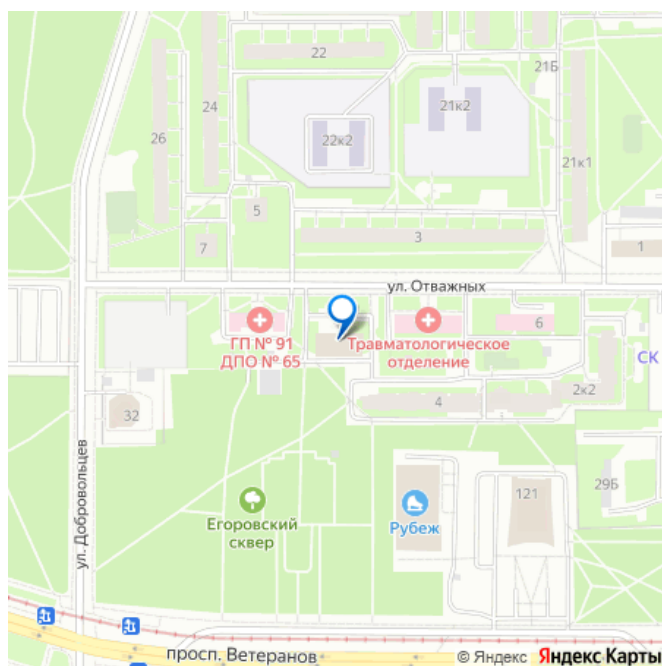 22
21Б
24
26
22к2
21к2
21к1
5
7
3
1
ул. Отважных
ГП № 91
ДПО № 65
Травматологическое
отделение
6
СК
2к2
4
32
ул. Добровольцев
Егоровский
сквер
Рубеж
121
29Б
просп. Ветеранов
© Яндекс Яндекс Карты